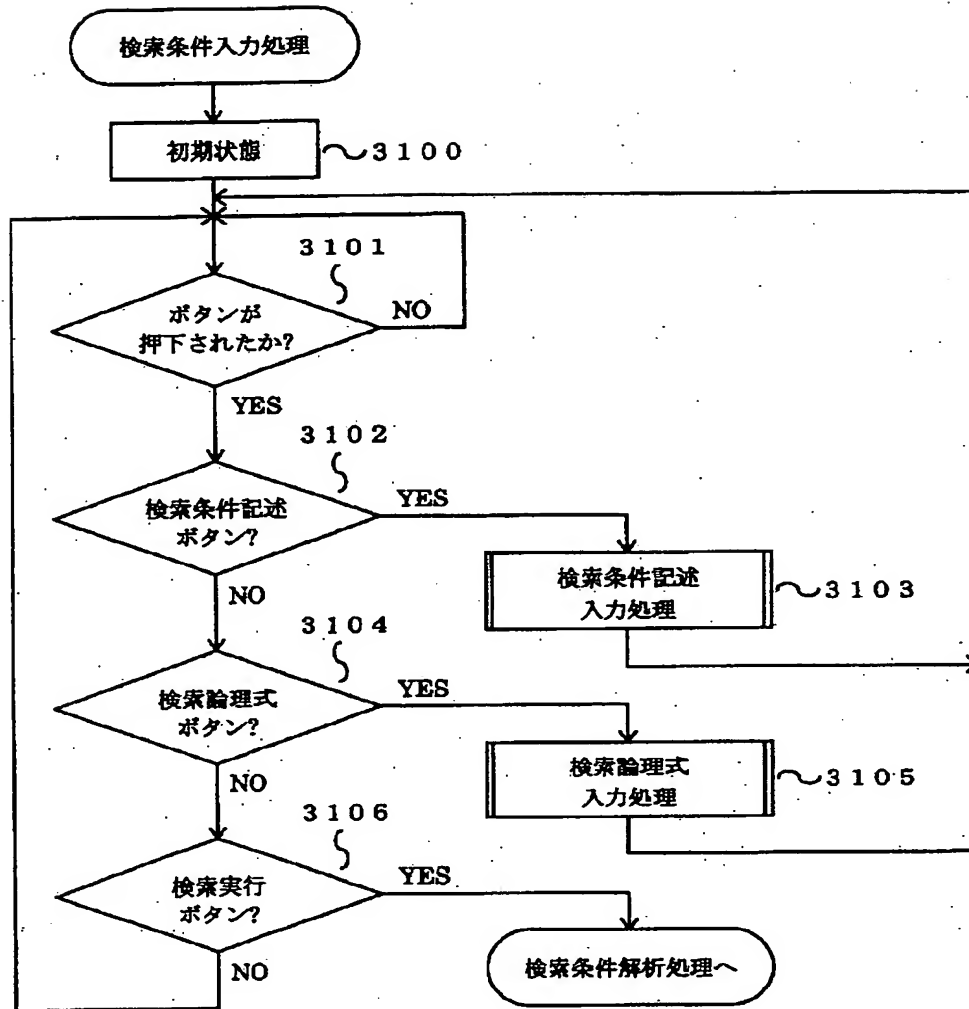 検索条件入力処理
初期状態
3100
3101
ボタンが
押下されたか?
NO
YES
3102
検索条件記述
ボタン?
YES
NO
検索条件記述
入力処理
3103
3104
検索論理式
ボタン?
YES
NO
検索論理式
入力処理
3105
3106
検索実行
ボタン?
YES
NO
検索条件解析処理へ